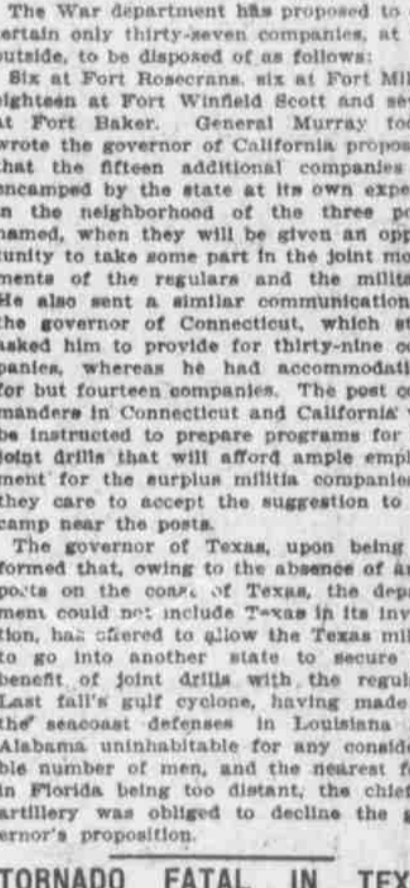 The War department has proposed to
ertain only thirty-seven companies, at
outside, to be disposed of as follows:
Six at Fort Rosecrans, six at Fort Mil
eighteen at Fort Winfield Scott and se
at Fort Baker. General Murray tod
wrote the governor of California propos
that the fifteen additional companies
encamped by the state at its own expe
n the neighborhood of the three po
named, when they will be given an opp
tunity to take some part in the joint mo
ments of the regulars and the milita
He also sent a similar communication
the governor of Connecticut, which st
asked him to provide for thirty-nine co
panies, whereas he had accommodati
for but fourteen companies. The post co
manders in Connecticut and California
be instructed to prepare programs for
joint drills that will afford ample empl
ment for the surplus militia companies
they care to accept the suggestion to
camp near the posts.
The governor of Texas, upon being
formed that, owing to the absence of ar
posts on the coast of Texas, the depa
ment could not include Texas in its inv
tion, has offered to allow the Texas mil
to go into another state to secure
benefit of joint drills with the regula
Last fall's gulf cyclone, having made
the seacoast defenses in Louisiana
Alabama uninhabitable for any conside
ble number of men, and the nearest fo
in Florida being too distant, the chief
artillery was obliged to decline the g
ernor's proposition.
TORNADO FATAL IN TEX